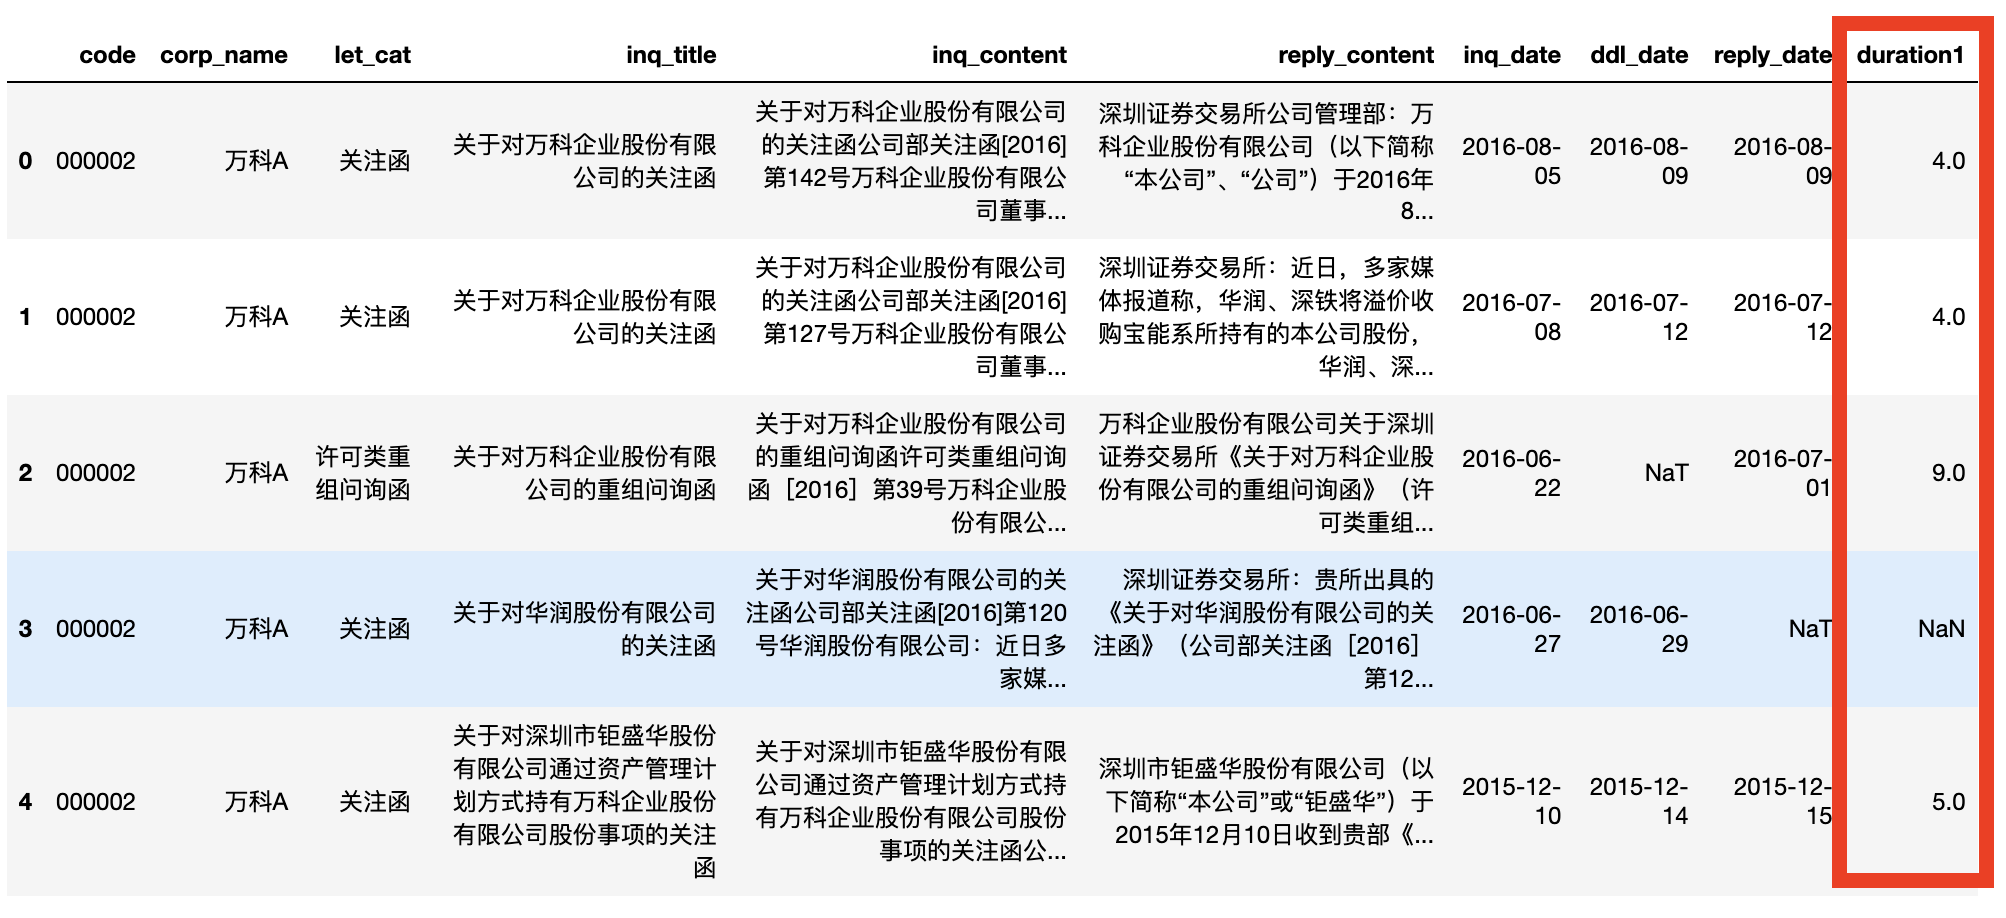 code corp_name let_cat inq_title inq_content reply_content inq_date ddl_date reply_date duration1
0 000002 万科A 关注函
关于对万科企业股份有限
公司的关注函
关于对万科企业股份有限公司
的关注函公司部关注函[2016]
第142号万科企业股份有限公
司董事...
深圳证券交易所公司管理部：万
科企业股份有限公司（以下简称
“本公司”、“公司”）于2016年
8...
2016-08-
05
2016-08-
09
2016-08-
09
4.0
1 000002 万科A 关注函
关于对万科企业股份有限
公司的关注函
关于对万科企业股份有限公司
的关注函公司部关注函[2016]
第127号万科企业股份有限公
司董事...
深圳证券交易所：近日，多家媒
体报道称，华润、深铁将溢价收
购宝能系所持有的本公司股份，
华润、深...
2016-07-
08
2016-07-
12
2016-07-
12
4.0
2 000002 万科A
许可类重
组问询函
关于对万科企业股份有限
公司的重组问询函
关于对万科企业股份有限公司
的重组问询函许可类重组问询
函［2016］第39号万科企业股
份有限公...
万科企业股份有限公司关于深圳
证券交易所《关于对万科企业股
份有限公司的重组问询函》（许
可类重组...
2016-06-
22
NaT
2016-07-
01
9.0
3 000002 万科A 关注函
关于对华润股份有限公司
的关注函
关于对华润股份有限公司的关
注函公司部关注函[2016]第120
号华润股份有限公司：近日多
家媒...
深圳证券交易所：贵所出具的
《关于对华润股份有限公司的关
注函》（公司部关注函［2016］
第12...
2016-06-
27
2016-06-
29
NaT
NaN
4 000002 万科A 关注函
关于对深圳市钜盛华股份
有限公司通过资产管理计
划方式持有万科企业股份
有限公司股份事项的关注
函
关于对深圳市钜盛华股份有限
公司通过资产管理计划方式持
有万科企业股份有限公司股份
事项的关注函公...
深圳市钜盛华股份有限公司（以
下简称“本公司”或“钜盛华”）于
2015年12月10日收到贵部《...
2015-12-
10
2015-12-
14
2015-12-
15
5.0